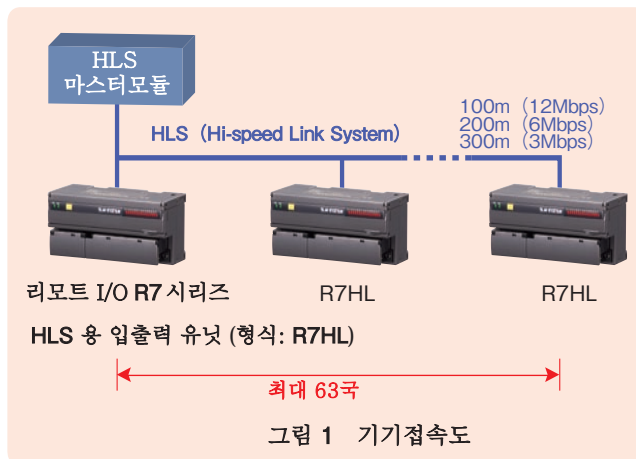 HLS
마스터모듈
HLS (Hi-speed Link System)
100m (12Mbps)
200m (6Mbps)
300m (3Mbps)
리모트 I/O R7 시리즈
R7HL
R7HL
HLS 용 입출력 유닛 (형식: R7HL)
최대 63국
그림 1 기기접속도